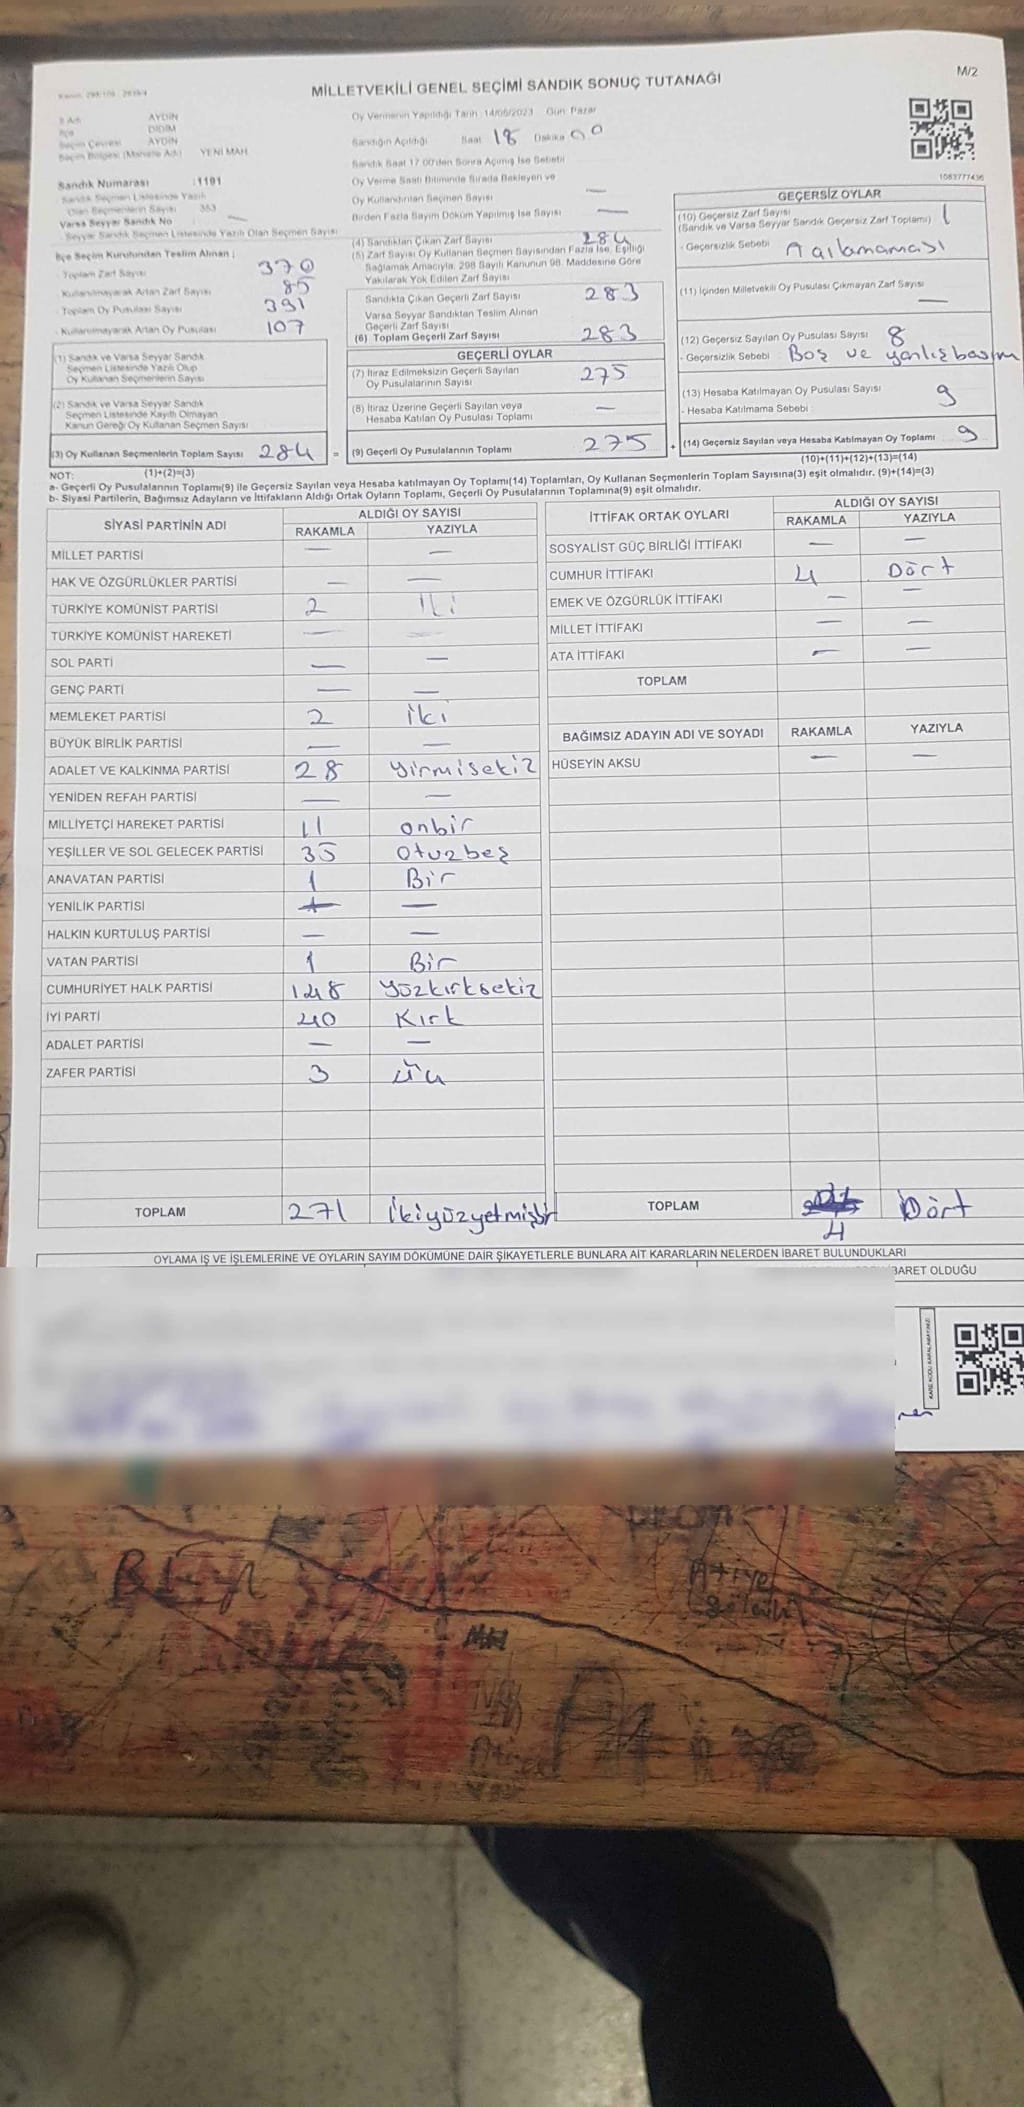 M/2
MİLLETVEKİLİ GENEL SEÇİMİ SANDIK SONUÇ TUTANAĞI
İl Adı AYDIN
İlçe DİDİM
Seçim Çevresi AYDIN
Seçim Bölgesi (Mahalle Adı) YENİ MAH.
Sandık Numarası :1191
Sandık Seçmen Listesinde Yazılı
Olan Seçmenlerin Sayısı 353
Varsa Seyyar Sandık No —
Seyyar Sandık Seçmen Listesinde Yazılı Olan Seçmen Sayısı
İlçe Seçim Kurulundan Teslim Alınan ;
- Toplam Zarf Sayısı 370
- Kullanılmayarak Artan Zarf Sayısı 85
- Toplam Oy Pusulası Sayısı 391
- Kullanılmayarak Artan Oy Pusulası 107
(1) Sandık ve Varsa Seyyar Sandık
Seçmen Listesinde Yazılı Olup
Oy Kullanan Seçmenlerin Sayısı
(2) Sandık ve Varsa Seyyar Sandık
Seçmen Listesinde Kayıtlı Olmayan
Kanun Gereği Oy Kullanan Seçmen Sayısı
(3) Oy Kullanan Seçmenlerin Toplam Sayısı 284 =
(1)+(2)=(3)
Oy Vermenin Yapıldığı Tarih :14/05/2023 Gün: Pazar
Sandığın Açıldığı Saat 18 Dakika 00
Sandık Saat 17:00'den Sonra Açılmış İse Sebebi
Oy Verme Saati Bitiminde Sırada Bekleyen ve
Oy Kullandırılan Seçmen Sayısı —
Birden Fazla Sayım Döküm Yapılmış İse Sayısı —
(4) Sandıktan Çıkan Zarf Sayısı 284
(5) Zarf Sayısı Oy Kullanan Seçmen Sayısından Fazla İse, Eşitliği
Sağlamak Amacıyla, 298 Sayılı Kanunun 98. Maddesine Göre
Yakılarak Yok Edilen Zarf Sayısı
Sandıkta Çıkan Geçerli Zarf Sayısı 283
Varsa Seyyar Sandıktan Teslim Alınan
Geçerli Zarf Sayısı
(6) Toplam Geçerli Zarf Sayısı 283
GEÇERLİ OYLAR
(7) İtiraz Edilmeksizin Geçerli Sayılan
Oy Pusulalarının Sayısı 275
(8) İtiraz Üzerine Geçerli Sayılan veya
Hesaba Katılan Oy Pusulası Toplamı —
(9) Geçerli Oy Pusulalarının Toplamı 275 +
1083777436
GEÇERSİZ OYLAR
(10) Geçersiz Zarf Sayısı
(Sandık ve Varsa Seyyar Sandık Geçersiz Zarf Toplamı) 1
- Geçersizlik Sebebi Açılamaması
(11) İçinden Milletvekili Oy Pusulası Çıkmayan Zarf Sayısı
—
(12) Geçersiz Sayılan Oy Pusulası Sayısı 8
- Geçersizlik Sebebi Boş ve yanlış basım
(13) Hesaba Katılmayan Oy Pusulası Sayısı 9
- Hesaba Katılmama Sebebi :
(14) Geçersiz Sayılan veya Hesaba Katılmayan Oy Toplamı 9
(10)+(11)+(12)+(13)=(14)
NOT:
a- Geçerli Oy Pusulalarının Toplamı(9) ile Geçersiz Sayılan veya Hesaba katılmayan Oy Toplamı(14) Toplamları, Oy Kullanan Seçmenlerin Toplam Sayısına(3) eşit olmalıdır. (9)+(14)=(3)
b- Siyasi Partilerin, Bağımsız Adayların ve İttifakların Aldığı Ortak Oyların Toplamı, Geçerli Oy Pusulalarının Toplamına(9) eşit olmalıdır.
SİYASİ PARTİNİN ADI ALDIĞI OY SAYISI
RAKAMLA YAZIYLA
MİLLET PARTİSİ — —
HAK VE ÖZGÜRLÜKLER PARTİSİ — —
TÜRKİYE KOMÜNİST PARTİSİ 2 İki
TÜRKİYE KOMÜNİST HAREKETİ — —
SOL PARTİ — —
GENÇ PARTİ — —
MEMLEKET PARTİSİ 2 İki
BÜYÜK BİRLİK PARTİSİ — —
ADALET VE KALKINMA PARTİSİ 28 Yirmisekiz
YENİDEN REFAH PARTİSİ — —
MİLLİYETÇİ HAREKET PARTİSİ 11 onbir
YEŞİLLER VE SOL GELECEK PARTİSİ 35 Otuzbeş
ANAVATAN PARTİSİ 1 Bir
YENİLİK PARTİSİ — —
HALKIN KURTULUŞ PARTİSİ — —
VATAN PARTİSİ 1 Bir
CUMHURİYET HALK PARTİSİ 148 Yüzkırksekiz
İYİ PARTİ 40 Kırk
ADALET PARTİSİ — —
ZAFER PARTİSİ 3 Üç
TOPLAM 271 İkiyüzyetmişbir
İTTİFAK ORTAK OYLARI ALDIĞI OY SAYISI
RAKAMLA YAZIYLA
SOSYALİST GÜÇ BİRLİĞİ İTTİFAKI — —
CUMHUR İTTİFAKI 4 Dört
EMEK VE ÖZGÜRLÜK İTTİFAKI — —
MİLLET İTTİFAKI — —
ATA İTTİFAKI — —
TOPLAM
BAĞIMSIZ ADAYIN ADI VE SOYADI RAKAMLA YAZIYLA
HÜSEYİN AKSU — —
TOPLAM 4 Dört
OYLAMA İŞ VE İŞLEMLERİNE VE OYLARIN SAYIM DÖKÜMÜNE DAİR ŞİKAYETLERLE BUNLARA AİT KARARLARIN NELERDEN İBARET BULUNDUKLARI
BARET OLDUĞU